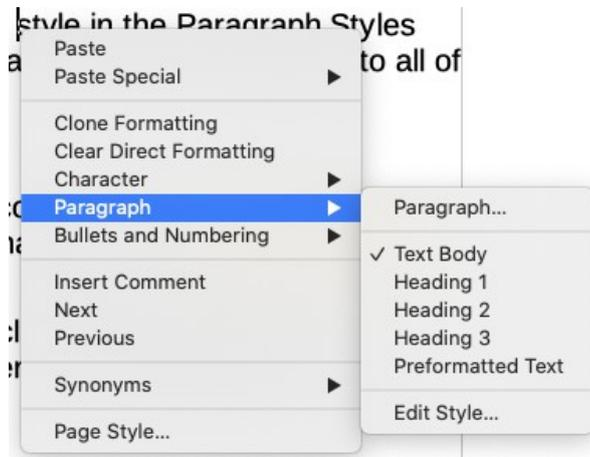 style in the Paragraph Styles
to all of
Paste
Paste Special
Clone Formatting
Clear Direct Formatting
Character
Paragraph
Bullets and Numbering
Insert Comment
Next
Previous
Synonyms
Page Style...
Paragraph...
✓ Text Body
Heading 1
Heading 2
Heading 3
Preformatted Text
Edit Style...